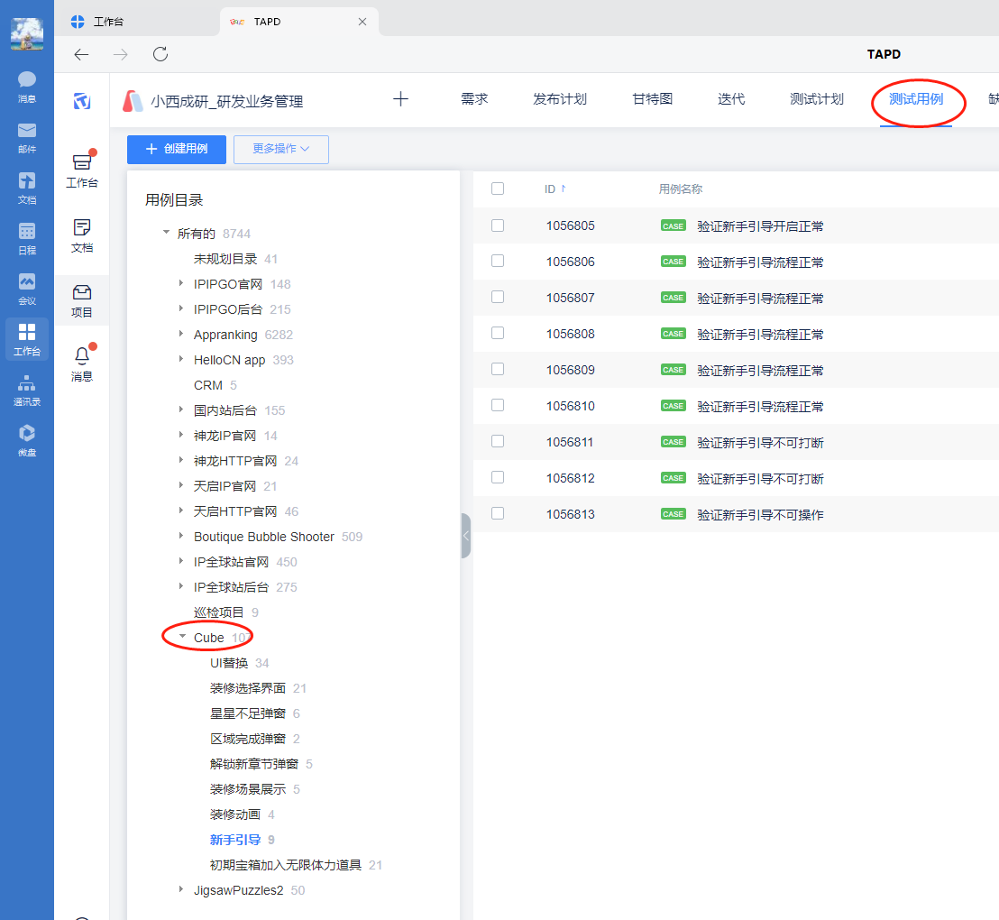 工作台
TAPD
TAPD
消息
邮件
文档
日程
会议
工作台
通讯录
微盘
工作台
文档
项目
消息
小西成研_研发业务管理
需求
发布计划
甘特图
迭代
测试计划
测试用例
创建用例
更多操作
用例目录
所有的 8744
未规划目录 41
IPIPGO官网 148
IPIPGO后台 215
Appranking 6282
HelloCN app 393
CRM 5
国内站后台 155
神龙IP官网 14
神龙HTTP官网 24
天启IP官网 21
天启HTTP官网 46
Boutique Bubble Shooter 509
IP全球站官网 450
IP全球站后台 275
巡检项目 9
Cube 107
UI替换 34
装修选择界面 21
星星不足弹窗 6
区域完成弹窗 2
解锁新章节弹窗 5
装修场景展示 5
装修动画 4
新手引导 9
初期宝箱加入无限体力道具 21
JigsawPuzzles2 50
ID ↑ 用例名称
1056805 CASE 验证新手引导开启正常
1056806 CASE 验证新手引导流程正常
1056807 CASE 验证新手引导流程正常
1056808 CASE 验证新手引导流程正常
1056809 CASE 验证新手引导流程正常
1056810 CASE 验证新手引导流程正常
1056811 CASE 验证新手引导不可打断
1056812 CASE 验证新手引导不可打断
1056813 CASE 验证新手引导不可操作